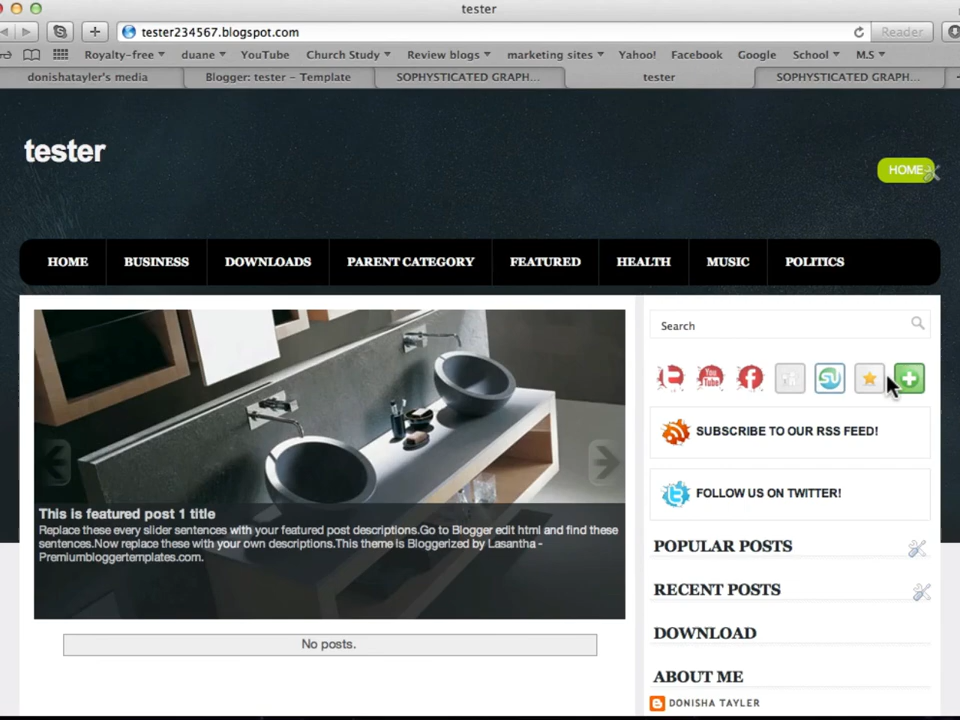 tester
tester234567.blogspot.com
Reader
Royalty-free
duane
YouTube
Church Study
Review blogs
marketing sites
Yahoo!
Facebook
Google
School
M.S
donishatayler's media
Blogger: tester - Template
SOPHYSTICATED GRAPH...
tester
SOPHYSTICATED GRAPH...
tester
HOME
HOME
BUSINESS
DOWNLOADS
PARENT CATEGORY
FEATURED
HEALTH
MUSIC
POLITICS
Search
You Tube
SUBSCRIBE TO OUR RSS FEED!
FOLLOW US ON TWITTER!
This is featured post 1 title
Replace these every slider sentences with your featured post descriptions.Go to Blogger edit html and find these
sentences.Now replace these with your own descriptions.This theme is Bloggerized by Lasantha -
Premiumbloggertemplates.com.
No posts.
POPULAR POSTS
RECENT POSTS
DOWNLOAD
ABOUT ME
DONISHA TAYLER